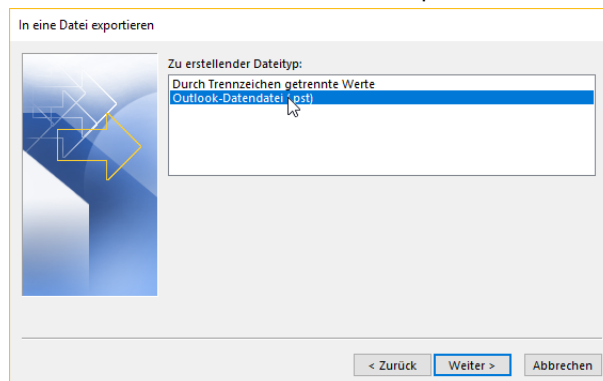 In eine Datei exportieren
Zu erstellender Dateityp:
Durch Trennzeichen getrennte Werte
Outlook-Datendatei (.pst)
< Zurück
Weiter >
Abbrechen